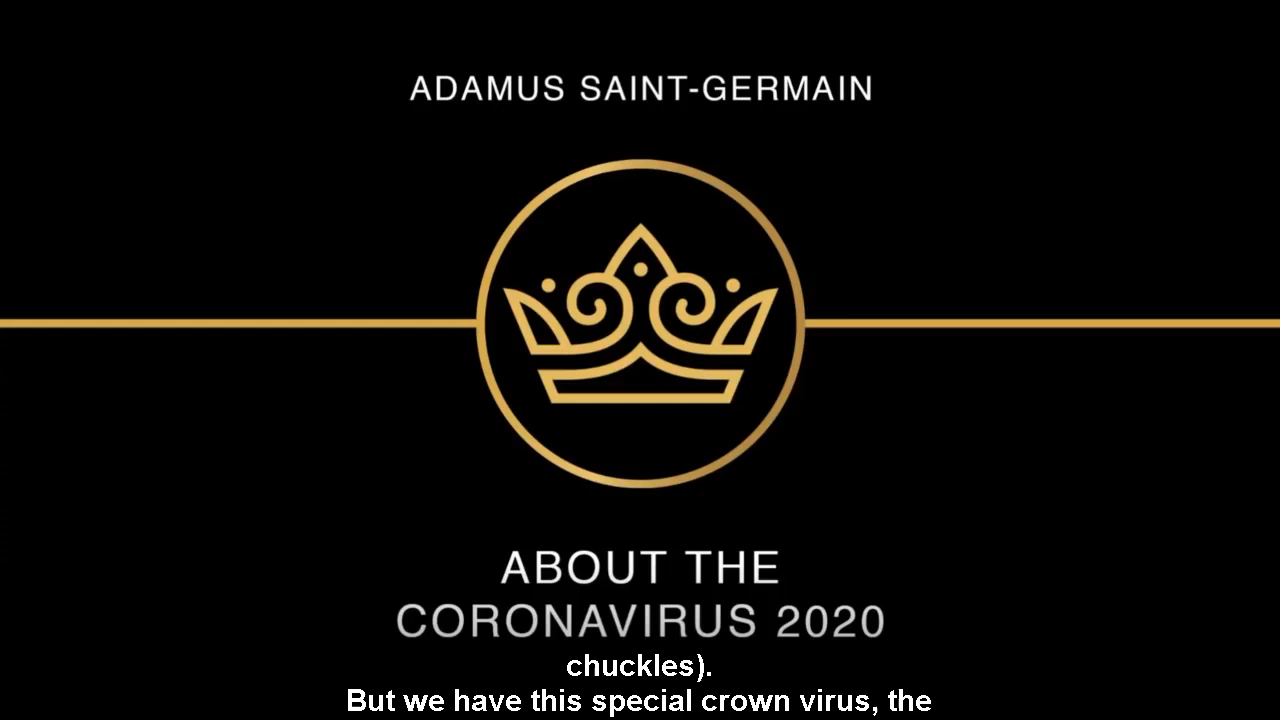 ADAMUS SAINT-GERMAIN
ABOUT THE
CORONAVIRUS 2020
chuckles).
But we have this special crown virus, the